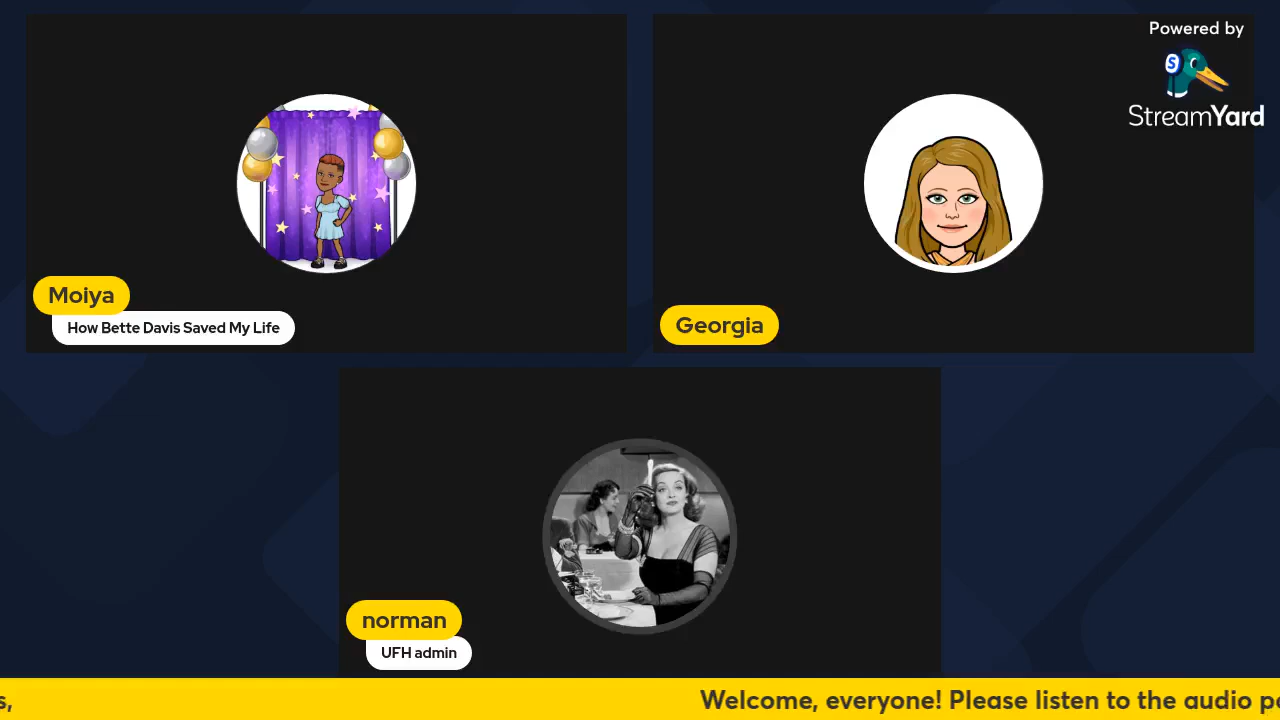 Powered by
S
StreamYard
Moiya
How Bette Davis Saved My Life
Georgia
norman
UFH admin
s, Welcome, everyone! Please listen to the audio